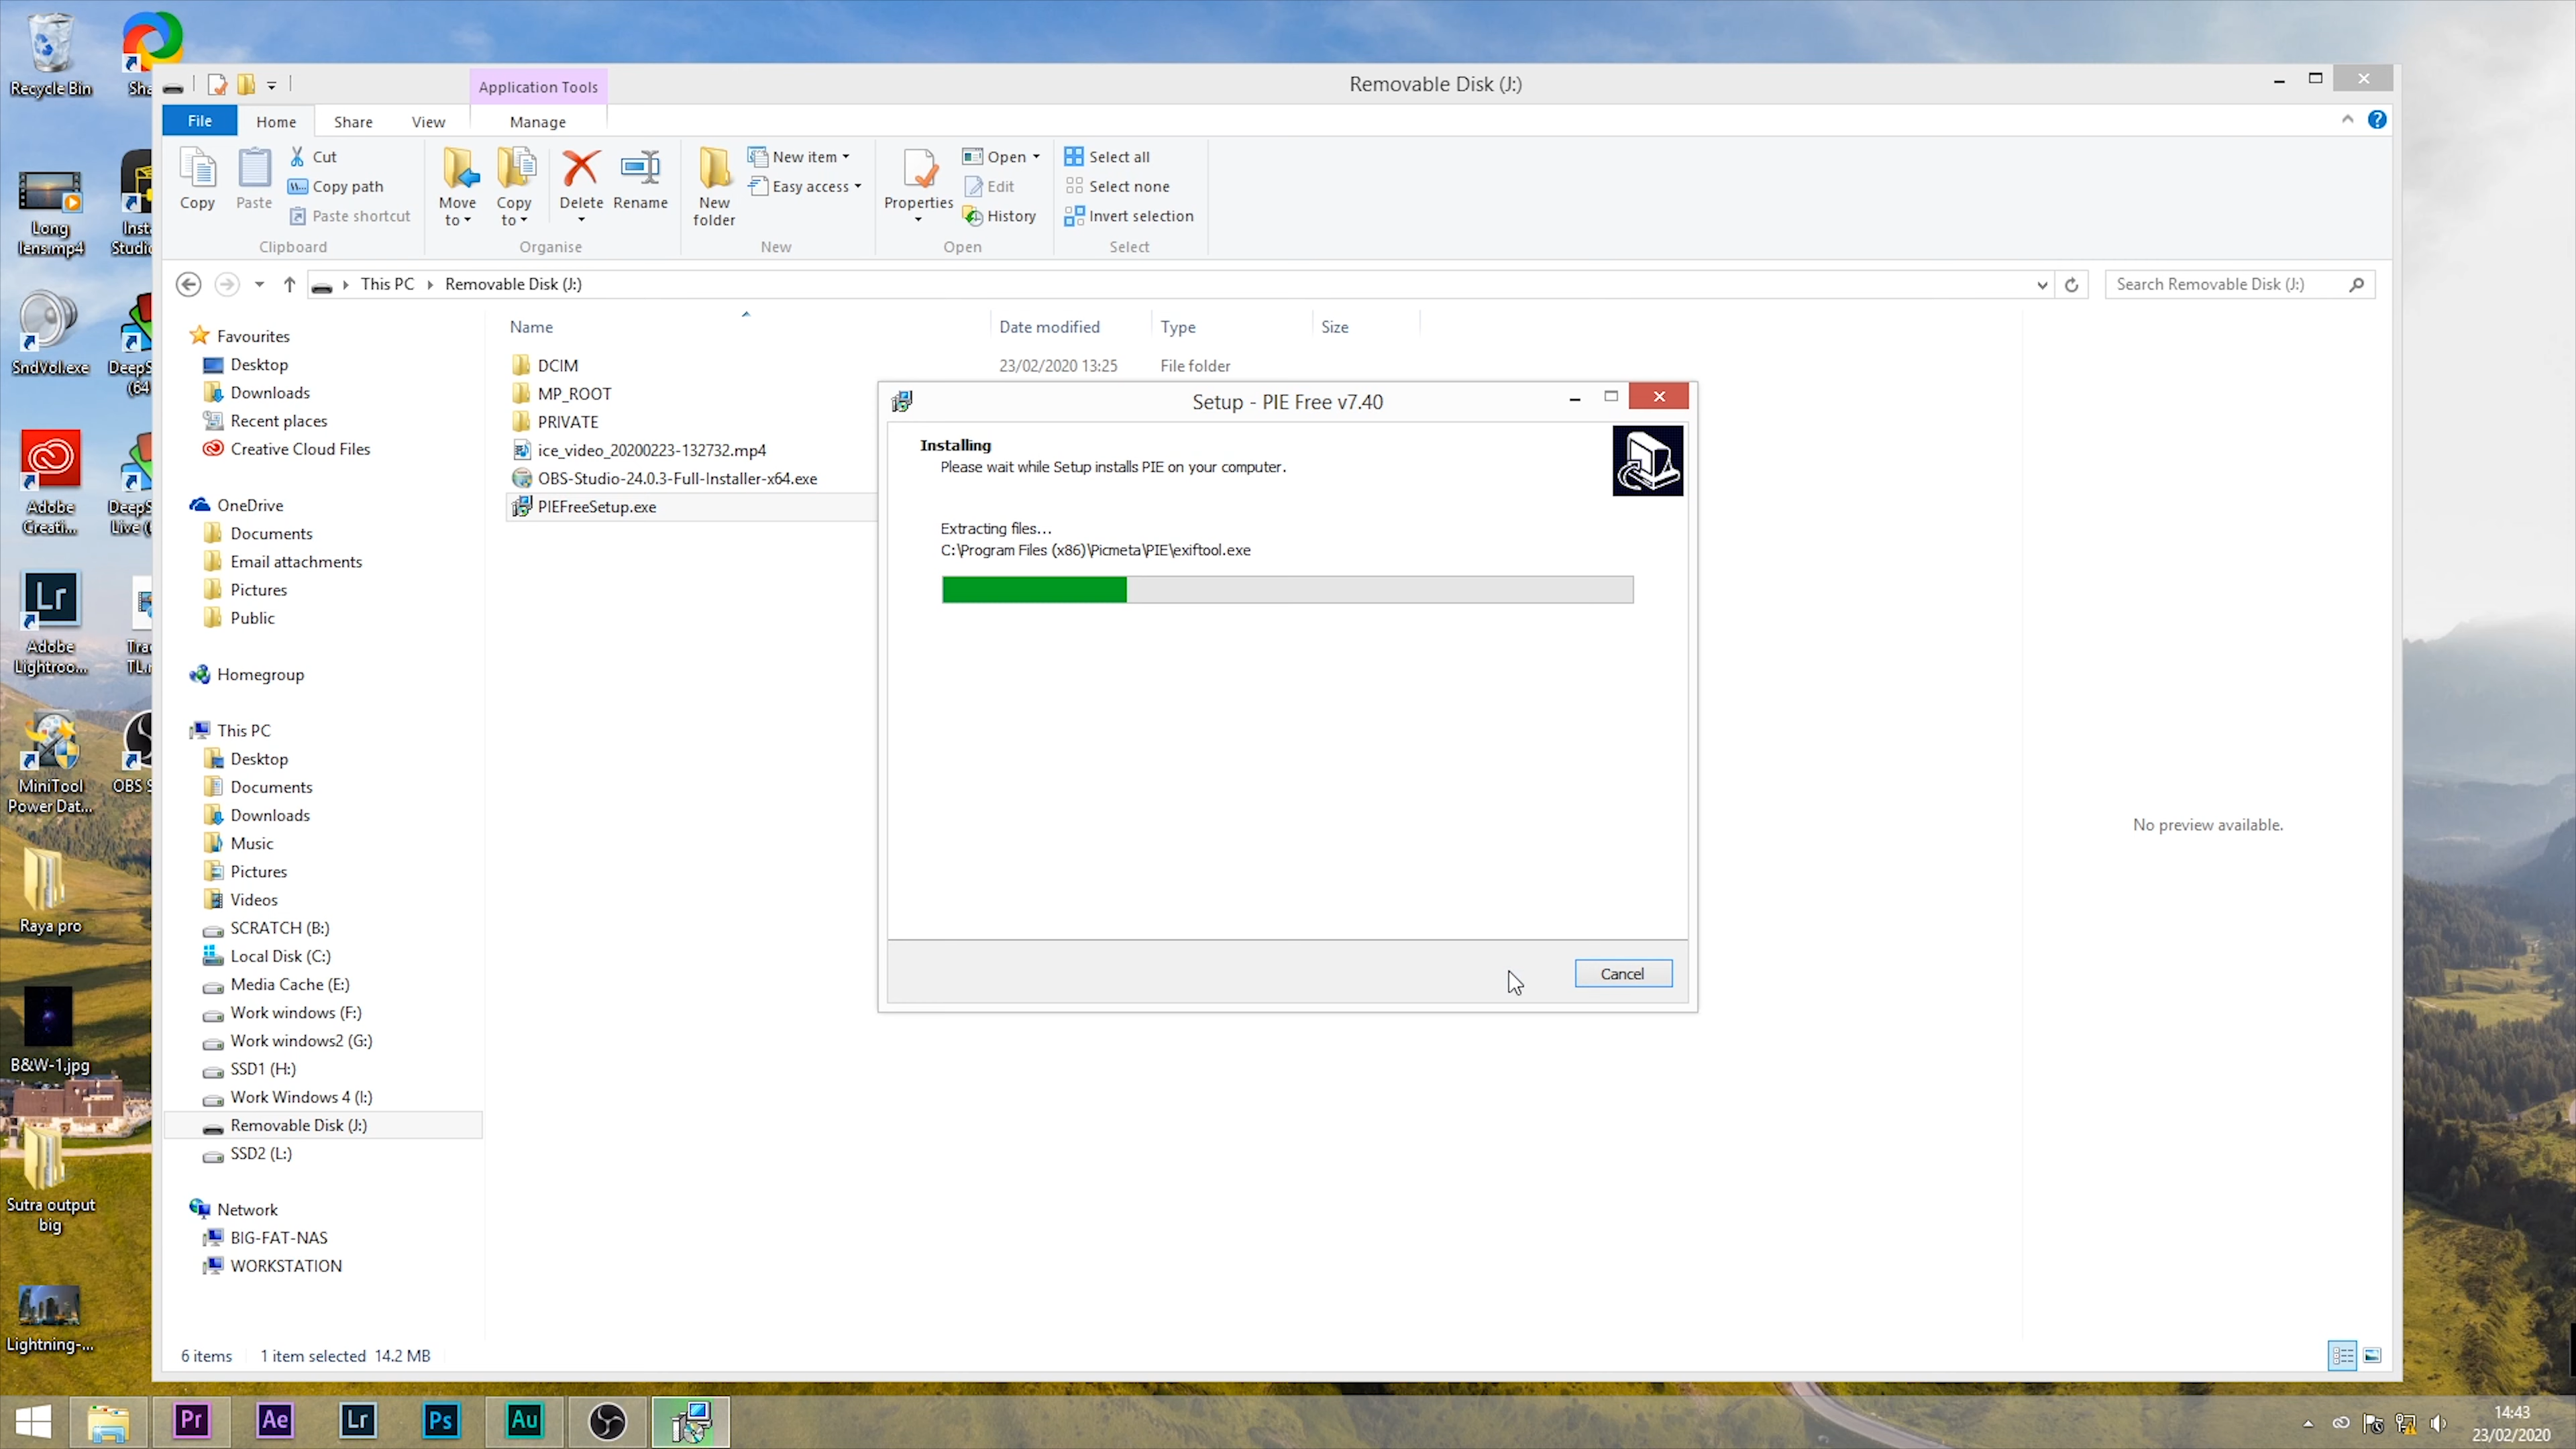 Recycle Bin
Sha
Long
lens.mp4
Insta
Studio
SndVol.exe
DeepS
(64
Adobe
Creati...
DeepS
Live (
Lr
Adobe
Lightroo...
Tra
TL.
MiniTool
Power Dat...
OBS S
Raya pro
B&W-1.jpg
Sutra output
big
Lightning-...
Application Tools
Removable Disk (J:)
File
Home
Share
View
Manage
Copy
Paste
Cut
Copy path
Paste shortcut
Clipboard
Move
to
Copy
to
Delete
Rename
Organise
New
folder
New item
Easy access
New
Properties
Open
Edit
History
Open
Select all
Select none
Invert selection
Select
This PC
Removable Disk (J:)
Search Removable Disk (J:)
Favourites
Desktop
Downloads
Recent places
Creative Cloud Files
OneDrive
Documents
Email attachments
Pictures
Public
Homegroup
This PC
Desktop
Documents
Downloads
Music
Pictures
Videos
SCRATCH (B:)
Local Disk (C:)
Media Cache (E:)
Work windows (F:)
Work windows2 (G:)
SSD1 (H:)
Work Windows 4 (I:)
Removable Disk (J:)
SSD2 (L:)
Network
BIG-FAT-NAS
WORKSTATION
Name
Date modified
Type
Size
DCIM
23/02/2020 13:25
File folder
MP_ROOT
PRIVATE
ice_video_20200223-132732.mp4
OBS-Studio-24.0.3-Full-Installer-x64.exe
PIEFreeSetup.exe
Setup - PIE Free v7.40
Installing
Please wait while Setup installs PIE on your computer.
Extracting files...
C:\Program Files (x86)\Picmeta\PIE\exiftool.exe
Cancel
No preview available.
6 items
1 item selected 14.2 MB
Pr
Ae
Lr
Ps
Au
14:43
23/02/2020